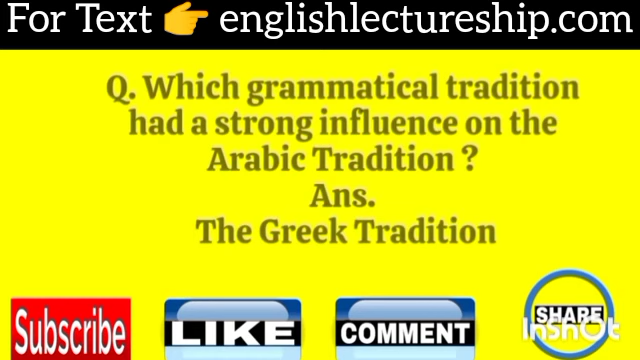 For Text 👉 englishlectureship.com
Q. Which grammatical tradition
had a strong influence on the
Arabic Tradition ?
Ans.
The Greek Tradition
Subscribe
LIKE
COMMENT
SHARE
InShOt